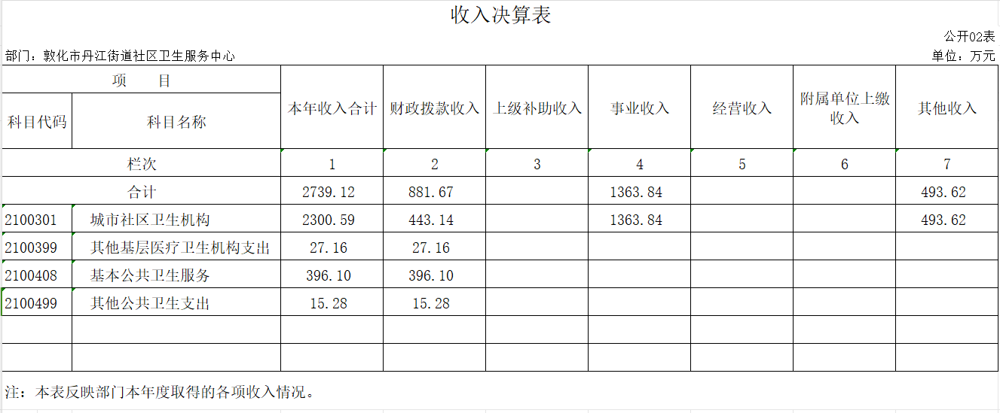 收入决算表
公开02表
部门：敦化市丹江街道社区卫生服务中心 单位：万元
项 目 本年收入合计 财政拨款收入 上级补助收入 事业收入 经营收入 附属单位上缴收入 其他收入
科目代码 科目名称
栏次 1 2 3 4 5 6 7
合计 2739.12 881.67 1363.84 493.62
2100301 城市社区卫生机构 2300.59 443.14 1363.84 493.62
2100399 其他基层医疗卫生机构支出 27.16 27.16
2100408 基本公共卫生服务 396.10 396.10
2100499 其他公共卫生支出 15.28 15.28
注：本表反映部门本年度取得的各项收入情况。